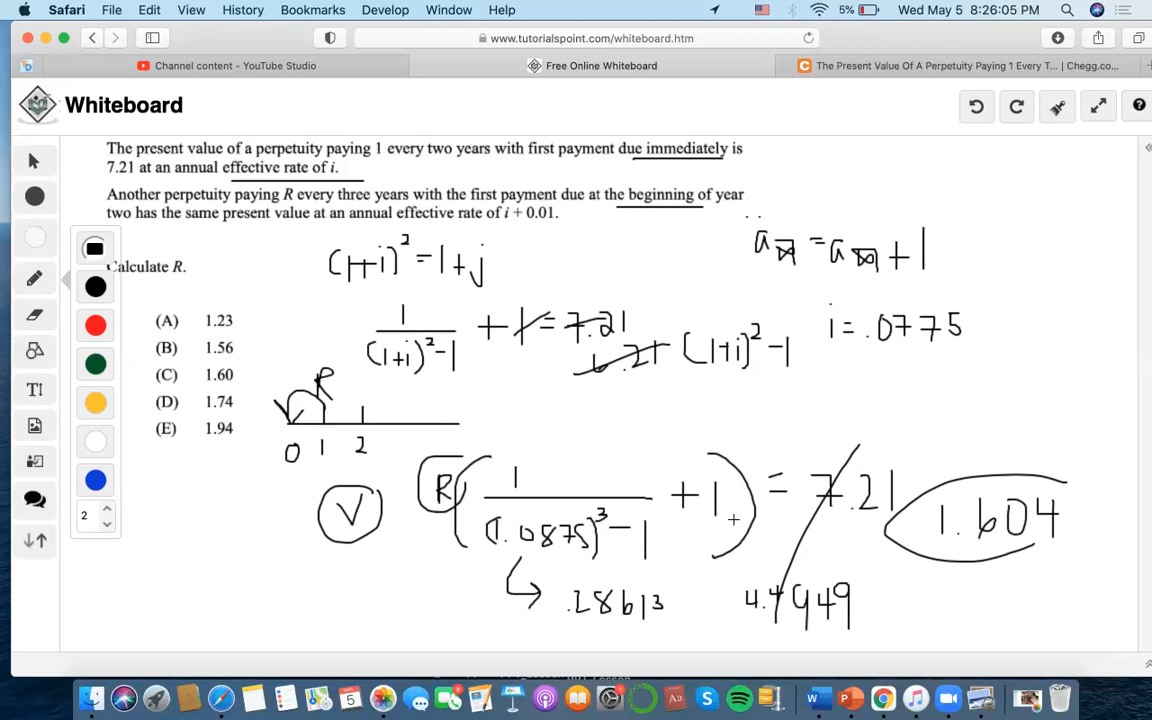 Safari File Edit View History Bookmarks Develop Window Help 5% Wed May 5 8:26:05 PM
www.tutorialspoint.com/whiteboard.htm
Channel content - YouTube Studio Free Online Whiteboard The Present Value Of A Perpetuity Paying 1 Every T... | Chegg.co...
Whiteboard
The present value of a perpetuity paying 1 every two years with first payment due immediately is
7.21 at an annual effective rate of i.
Another perpetuity paying R every three years with the first payment due at the beginning of year
two has the same present value at an annual effective rate of i + 0.01.
Calculate R.
(A) 1.23
(B) 1.56
(C) 1.60
(D) 1.74
(E) 1.94
(1+i)² = 1+j
ä∞ = a∞ + 1
1/((1+i)²-1) + 1 = 7.21
6.21 (1+i)²-1
i = .0775
R
0 1 2
V
R(1/((1.0875)³-1) + 1) = 7.21
1.604
.28613
4.4949
2